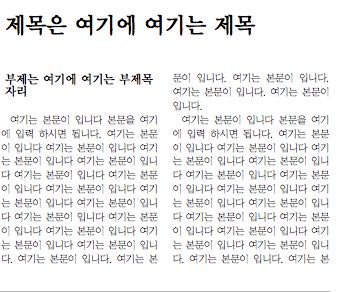 제목은 여기에 여기는 제목
부제는 여기에 여기는 부제목
자리
여기는 본문이 입니다 본문을 여기
에 입력 하시면 됩니다. 여기는 본문
이 입니다 여기는 본문이 입니다 여기
는 본문이 입니다 여기는 본문이 입니
다 여기는 본문이 입니다 여기는 본문
이 입니다 여기는 본문이 입니다 여기
는 본문이 입니다 여기는 본문이 입니
다 여기는 본문이 입니다 여기는 본문
이 입니다 여기는 본문이 입니다 여기
는 본문이 입니다 여기는 본문이 입니
다. 여기는 본문이 입니다. 여기는 본
문이 입니다. 여기는 본문이 입니다.
여기는 본문이 입니다. 여기는 본문이
입니다.
여기는 본문이 입니다 본문을 여기
에 입력 하시면 됩니다. 여기는 본문
이 입니다 여기는 본문이 입니다 여기
는 본문이 입니다 여기는 본문이 입니
다 여기는 본문이 입니다 여기는 본문
이 입니다 여기는 본문이 입니다 여기
는 본문이 입니다 여기는 본문이 입니
다 여기는 본문이 입니다 여기는 본문
이 입니다 여기는 본문이 입니다 여기
는 본문이 입니다 여기는 본문이 입니
다. 여기는 본문이 입니다. 여기는 본